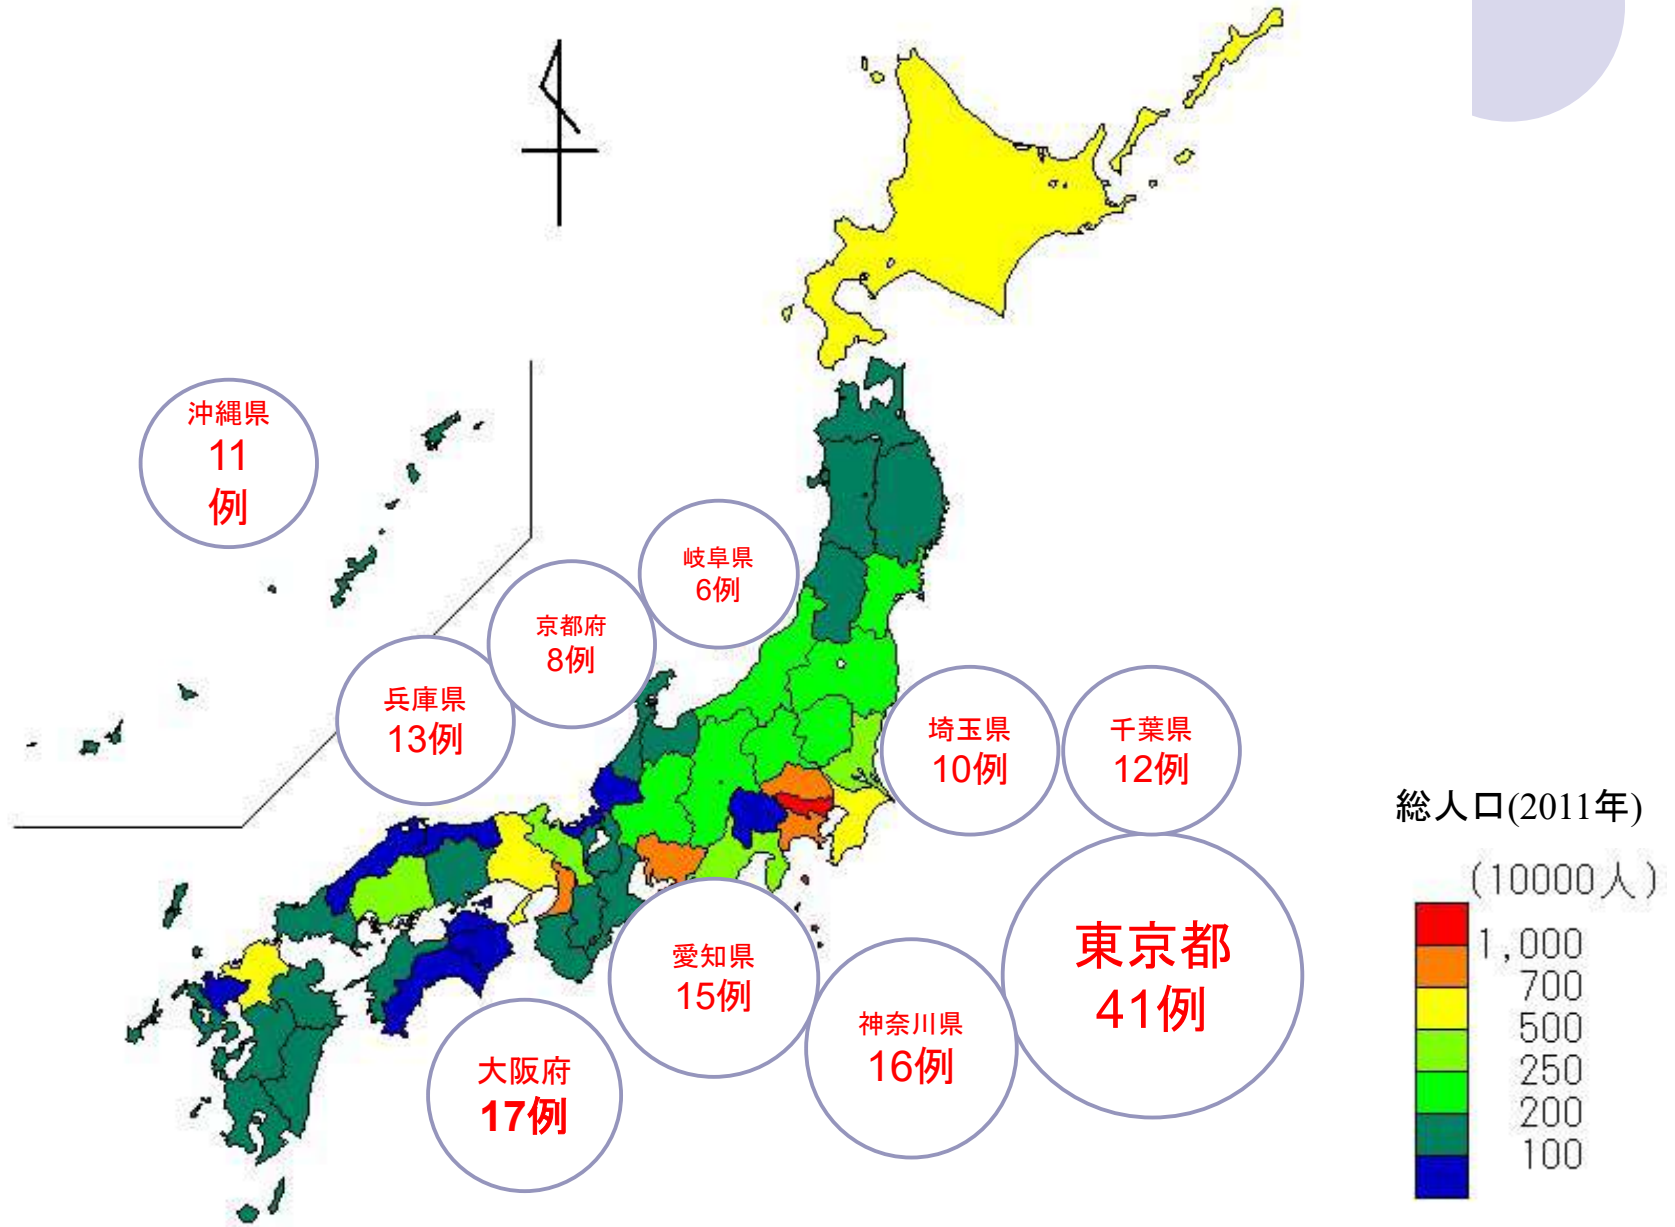 沖縄県
11
例
岐阜県
6例
京都府
8例
兵庫県
13例
埼玉県
10例
千葉県
12例
総人口(2011年)
(10000人)
1,000
700
500
250
200
100
東京都
41例
愛知県
15例
神奈川県
16例
大阪府
17例